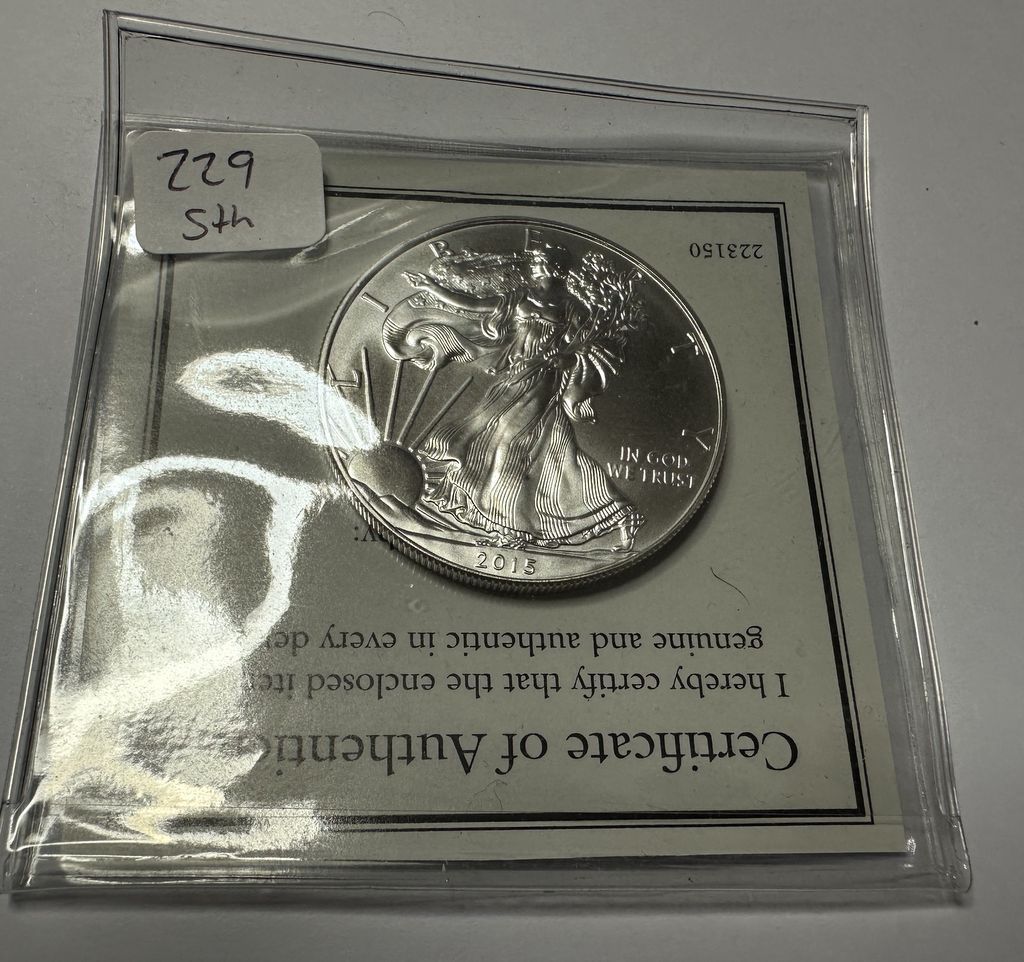 229
5th
LIBERTY
IN GOD
WE TRUST
2015
Certificate of
I hereby certify that the enclosed
genuine and authentic in every
223150